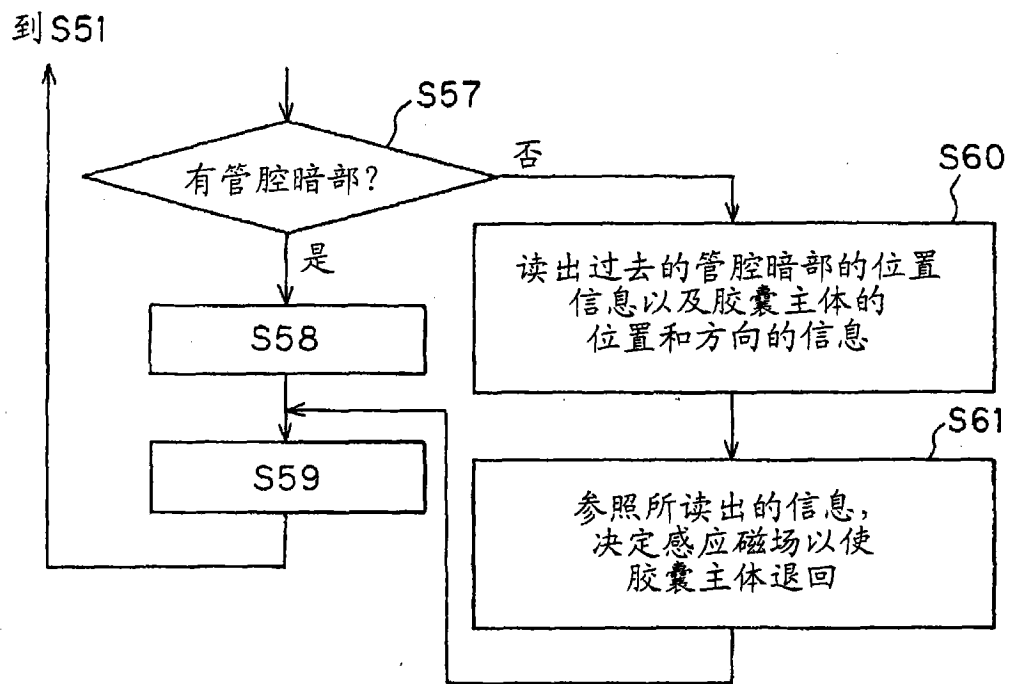 到S51
S57
有管腔暗部?
否
是
S58
S59
S60
读出过去的管腔暗部的位置
信息以及胶囊主体的
位置和方向的信息
S61
参照所读出的信息,
决定感应磁场以使
胶囊主体退回